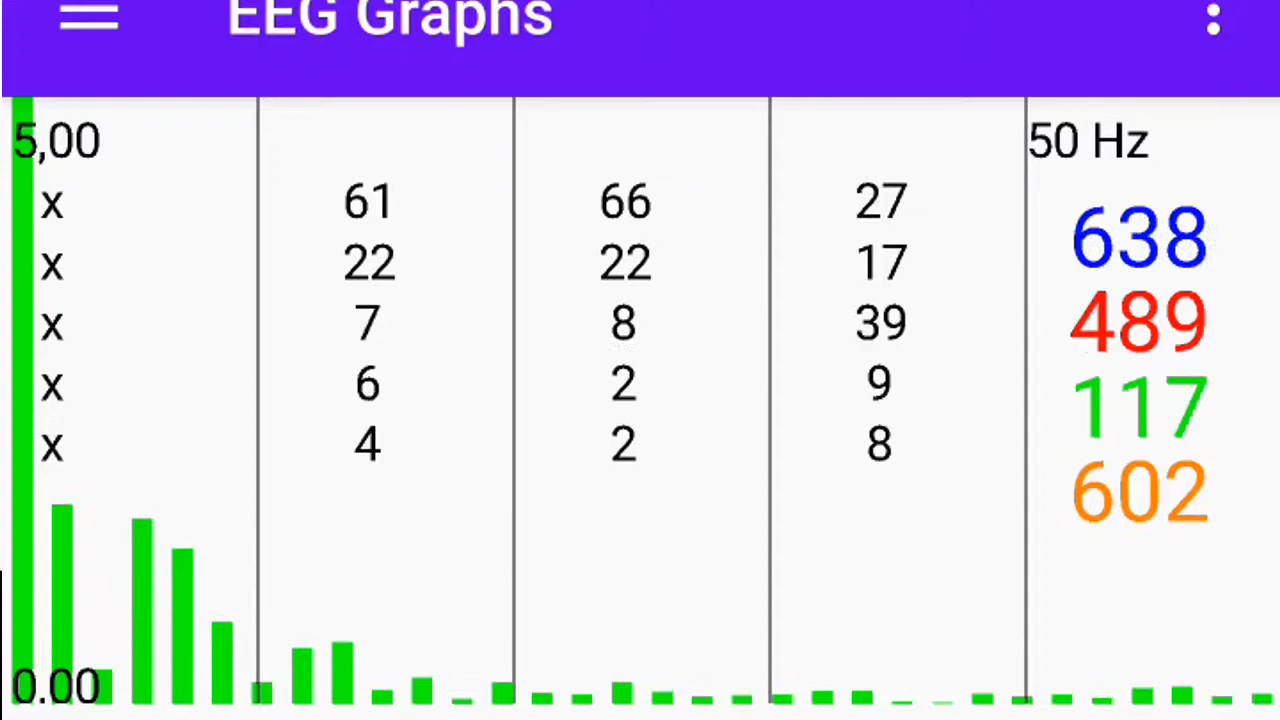 EEG Graphs
5,00 50 Hz
x 61 66 27 638
x 22 22 17 489
x 7 8 39 117
x 6 2 9 602
x 4 2 8
0.00